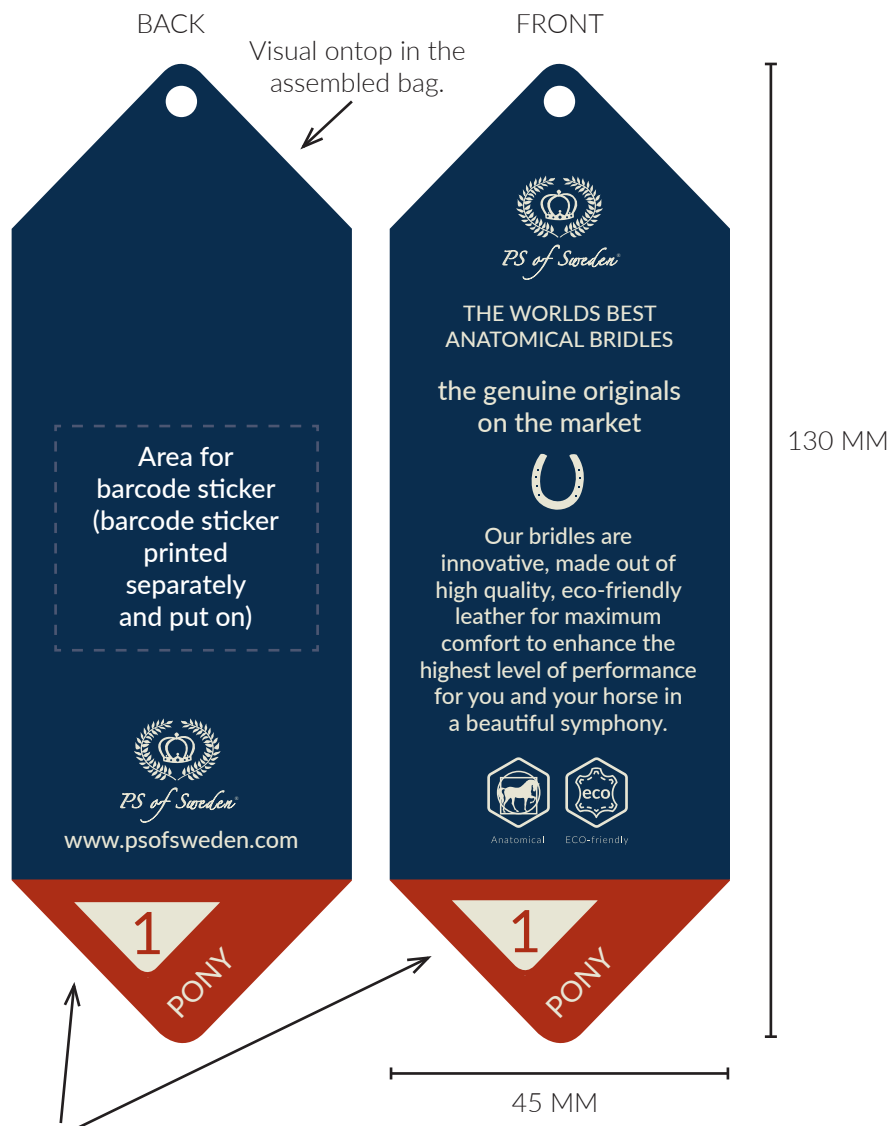 BACK
Visual ontop in the
assembled bag.
Area for
barcode sticker
(barcode sticker
printed
separately
and put on)
PS of Sweden®
www.psofsweden.com
1
PONY
FRONT
PS of Sweden®
THE WORLDS BEST
ANATOMICAL BRIDLES
the genuine originals
on the market
Our bridles are
innovative, made out of
high quality, eco-friendly
leather for maximum
comfort to enhance the
highest level of performance
for you and your horse in
a beautiful symphony.
eco
Anatomical
ECO-friendly
1
PONY
130 MM
45 MM